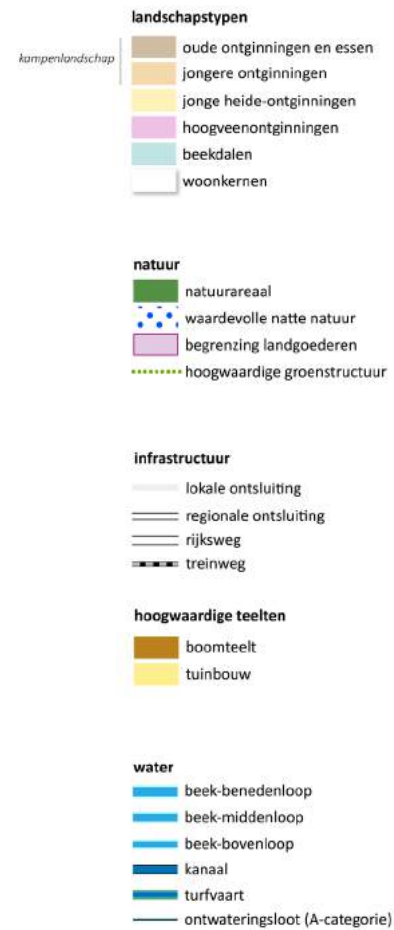 landschapstypen
kampenlandschap
oude ontginningen en essen
jongere ontginningen
jonge heide-ontginningen
hoogveenontginningen
beekdalen
woonkernen
natuur
natuurareaal
waardevolle natte natuur
begrenzing landgoederen
hoogwaardige groenstructuur
infrastructuur
lokale ontsluiting
regionale ontsluiting
rijksweg
treinweg
hoogwaardige teelten
boomteelt
tuinbouw
water
beek-benedenloop
beek-middenloop
beek-bovenloop
kanaal
turfvaart
ontwateringsloot (A-categorie)